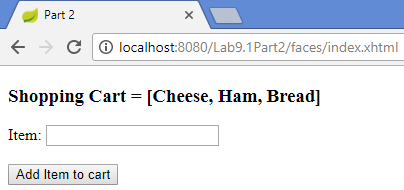 Part 2
localhost:8080/Lab9.1Part2/faces/index.xhtml
Shopping Cart = [Cheese, Ham, Bread]
Item:
Add Item to cart